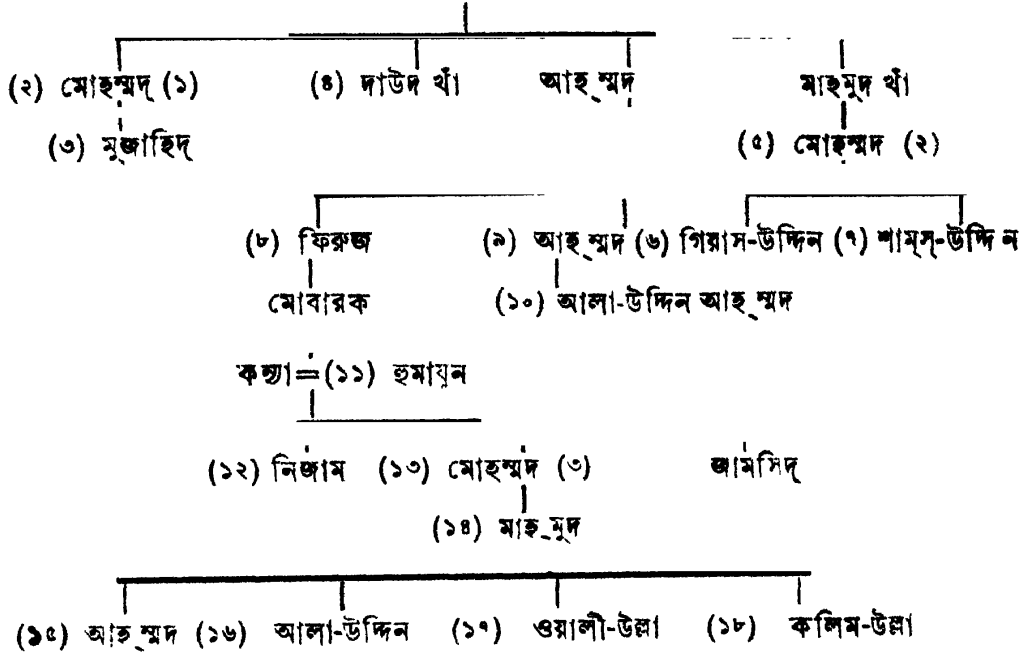 (২) মোহম্মদ্ (১) (৪) দাউদ খাঁ আহ্ম্মদ মাহমুদ খাঁ
(৩) মুজাহিদ্ (৫) মোহম্মদ (২)
(৮) ফিরুজ (৯) আহ্ম্মদ (৬) গিয়াস-উদ্দিন (৭) শাম্স্-উদ্দিন
মোবারক (১০) আলা-উদ্দিন আহ্ম্মদ
কন্যা=(১১) হুমায়ুন
(১২) নিজাম (১৩) মোহম্মদ (৩) জামসিদ্
(১৪) মাহ্মুদ
(১৫) আহ্ম্মদ (১৬) আলা-উদ্দিন (১৭) ওয়ালী-উল্লা (১৮) কলিম-উল্লা